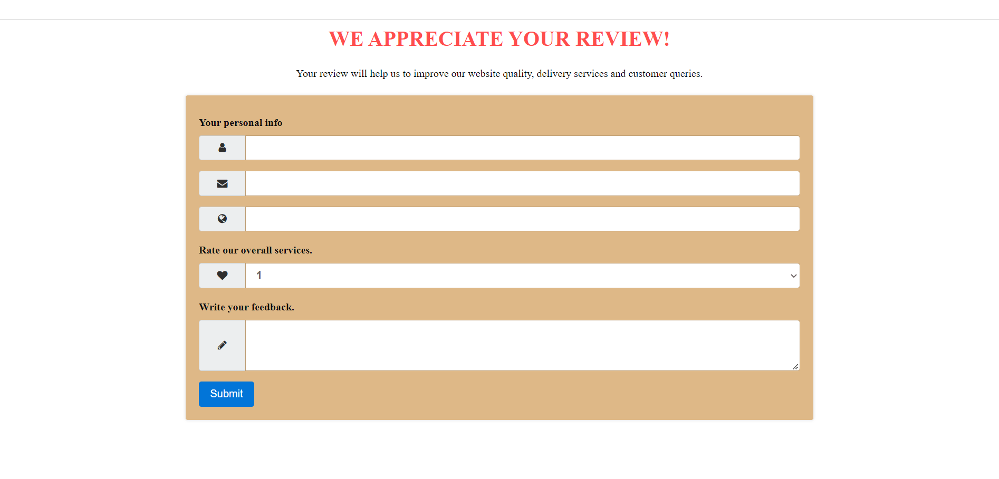 WE APPRECIATE YOUR REVIEW!
Your review will help us to improve our website quality, delivery services and customer queries.
Your personal info
Rate our overall services.
1
Write your feedback.
Submit